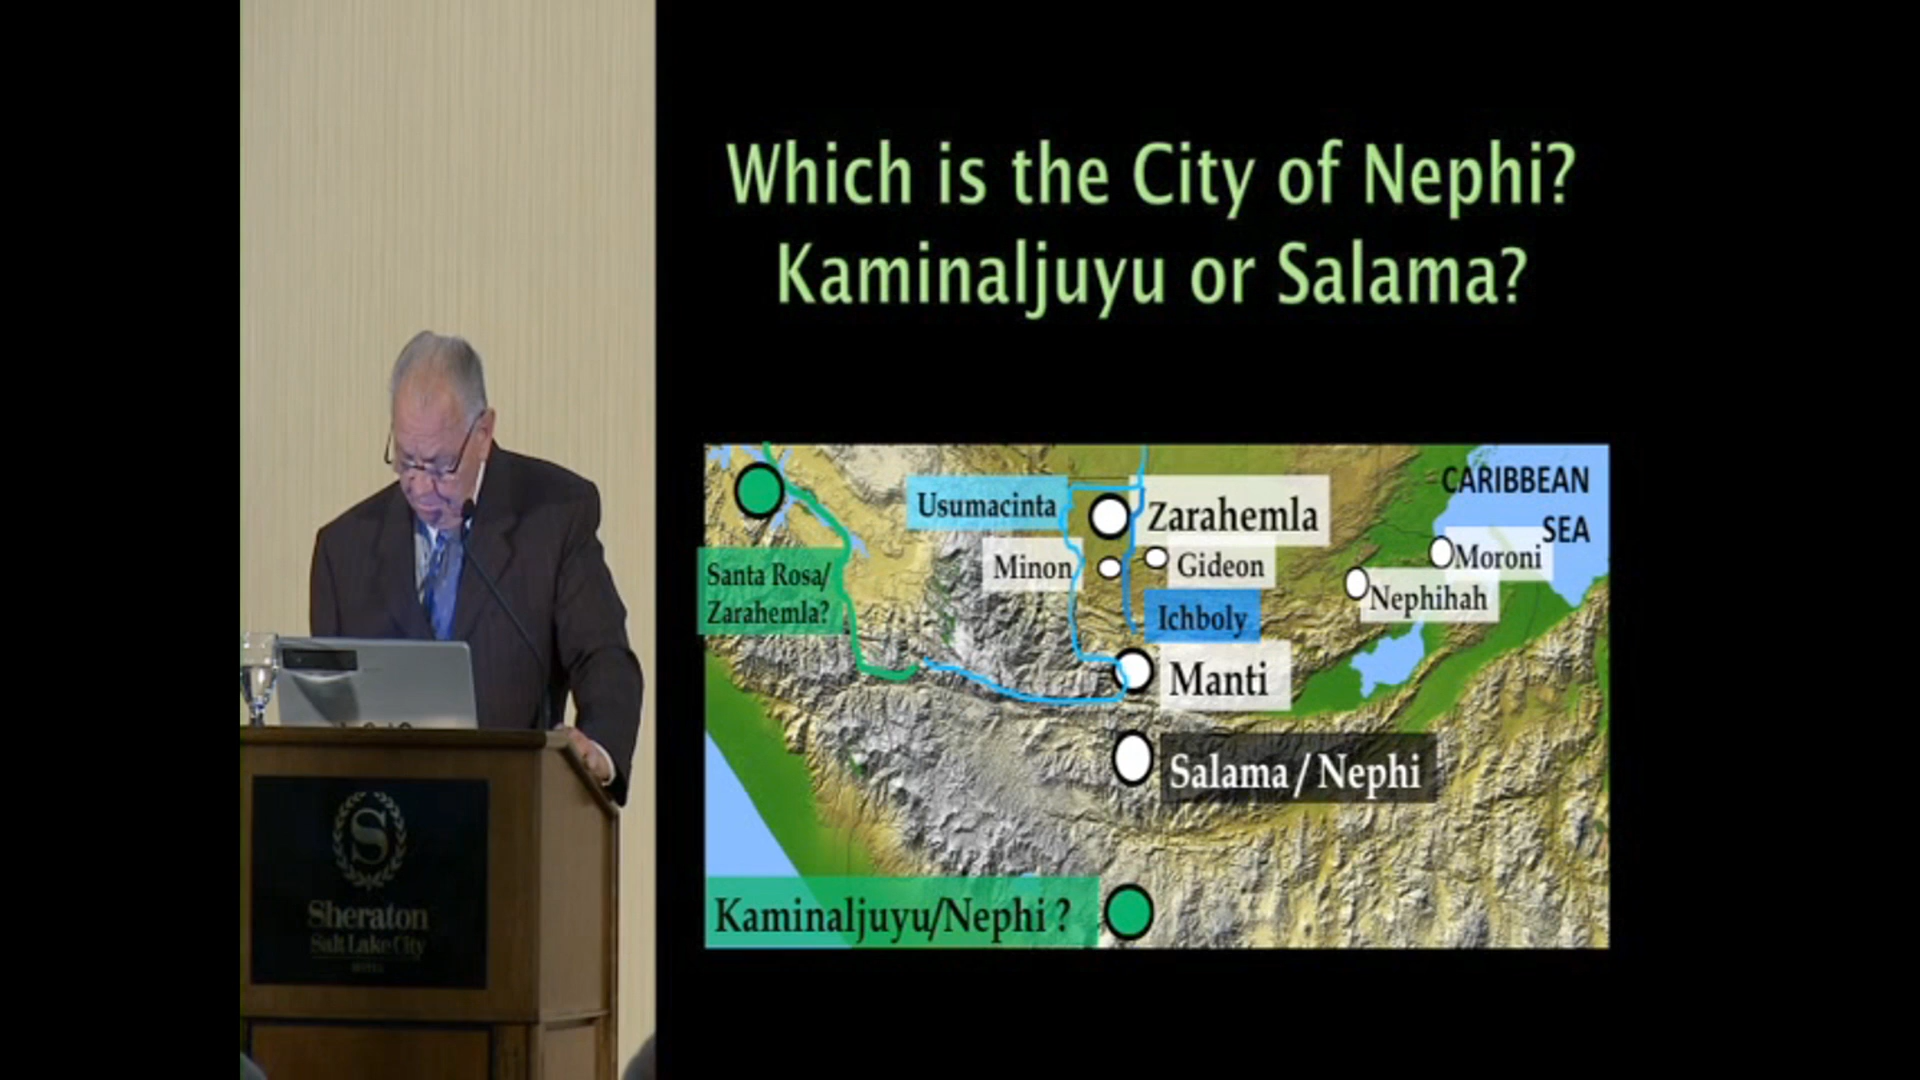 Which is the City of Nephi?
Kaminaljuyu or Salama?
CARIBBEAN
SEA
Usumacinta
Zarahemla
Minon
Gideon
Moroni
Nephihah
Santa Rosa/
Zarahemla?
Ichboly
Manti
Salama / Nephi
Kaminaljuyu/Nephi ?
S
Sheraton
Salt Lake City
HOTEL